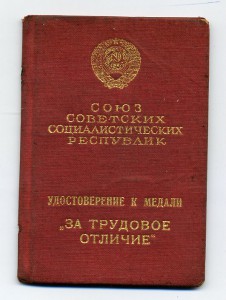 СОЮЗ
СОВЕТСКИХ
СОЦИАЛИСТИЧЕСКИХ
РЕСПУБЛИК
УДОСТОВЕРЕНИЕ К МЕДАЛИ
„ЗА ТРУДОВОЕ
ОТЛИЧИЕ“